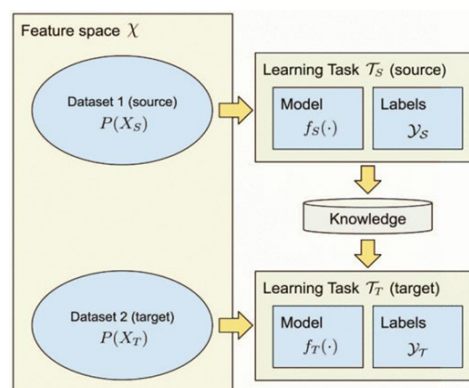 Feature space χ
Dataset 1 (source)
P(X_S)
Learning Task 𝒯_S (source)
Model
f_S(·)
Labels
𝒴_𝒮
Knowledge
Dataset 2 (target)
P(X_T)
Learning Task 𝒯_T (target)
Model
f_T(·)
Labels
𝒴_𝒯